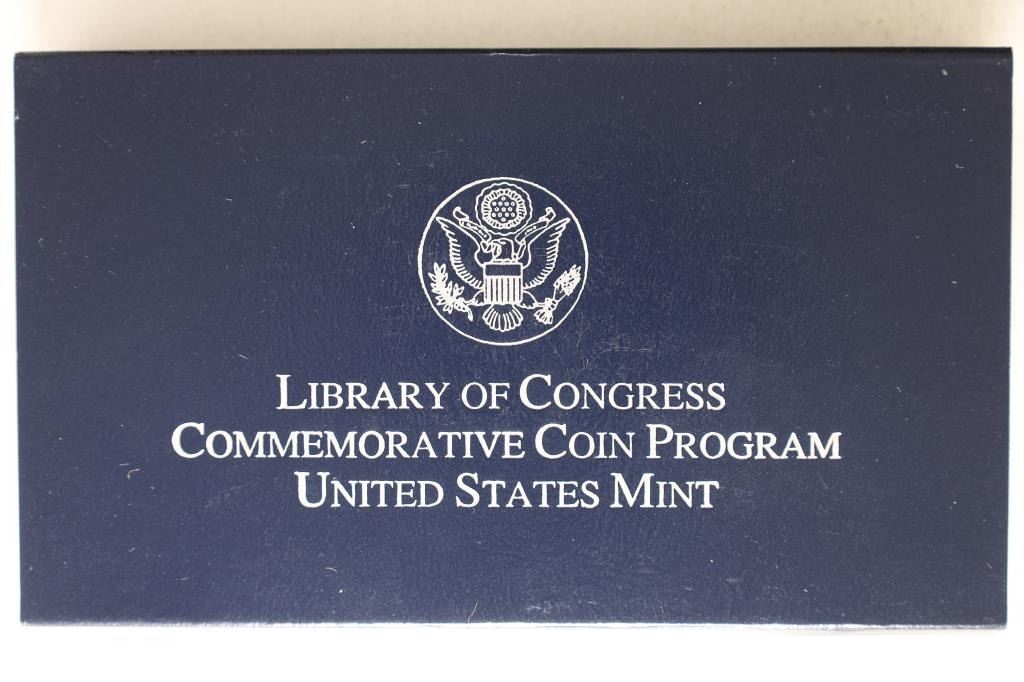 LIBRARY OF CONGRESS
COMMEMORATIVE COIN PROGRAM
UNITED STATES MINT